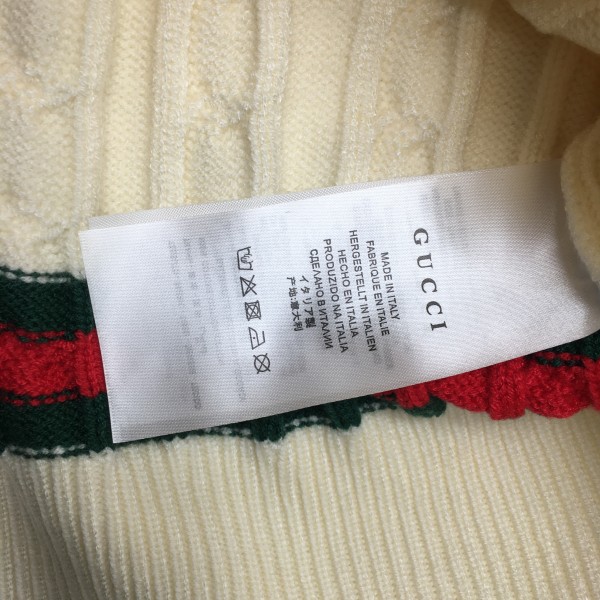 GUCCI
MADE IN ITALY
FABRIQUE EN ITALIE
HERGESTELLT IN ITALIEN
HECHO EN ITALIA
PRODUZIDO NA ITALIA
СДЕЛАНО В ИТАЛИИ
イタリア製
产地:意大利